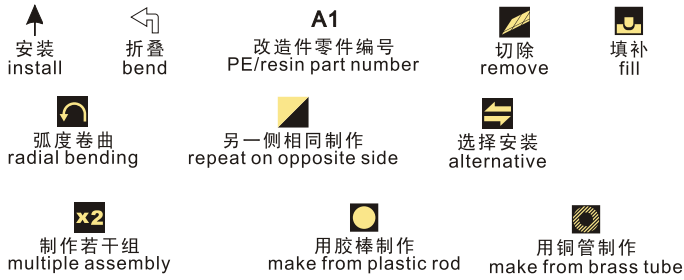 A1
安装
install
折叠
bend
改造件零件编号
PE/resin part number
切除
remove
填补
fill
弧度卷曲
radial bending
另一侧相同制作
repeat on opposite side
选择安装
alternative
x2
制作若干组
multiple assembly
用胶棒制作
make from plastic rod
用铜管制作
make from brass tube